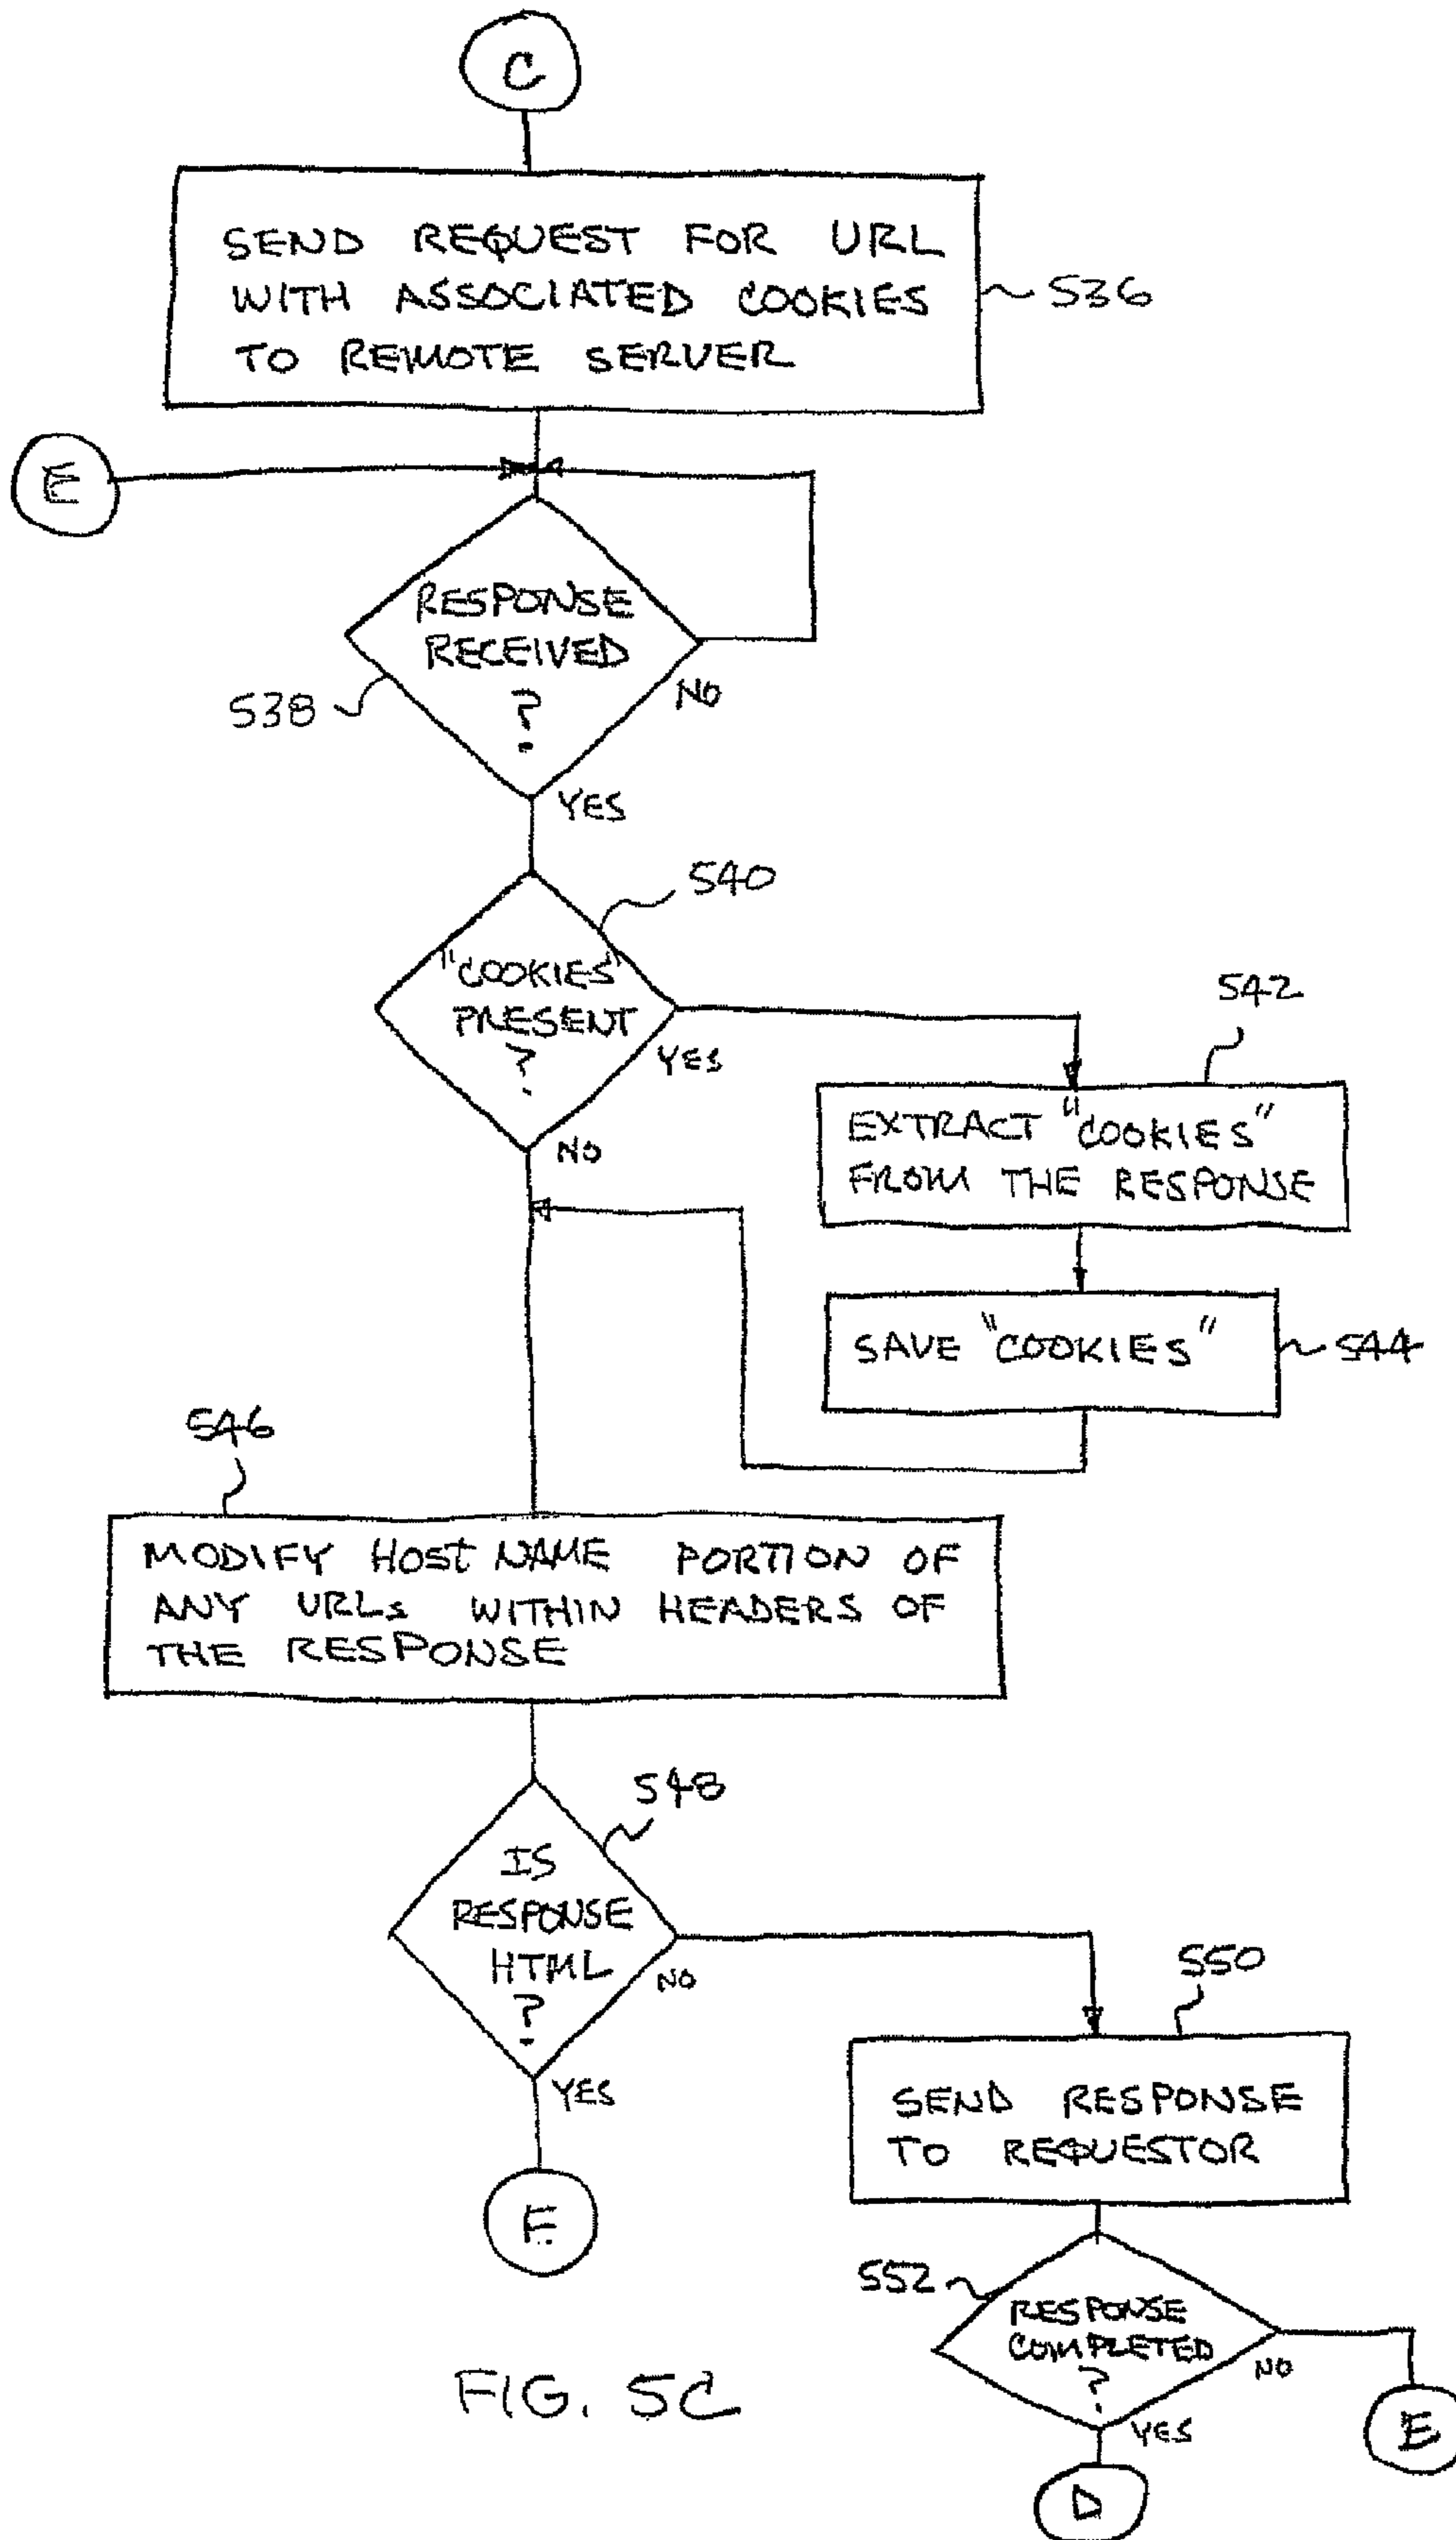 C
SEND REQUEST FOR URL
WITH ASSOCIATED COOKIES
TO REMOTE SERVER
536
E
RESPONSE
RECEIVED
?
538
NO
YES
540
"COOKIES"
PRESENT
?
YES
NO
542
EXTRACT "COOKIES"
FROM THE RESPONSE
SAVE "COOKIES"
544
546
MODIFY HOST NAME PORTION OF
ANY URLs WITHIN HEADERS OF
THE RESPONSE
548
IS
RESPONSE
HTML
?
NO
YES
550
SEND RESPONSE
TO REQUESTOR
F
552
RESPONSE
COMPLETED
?
NO
YES
E
D
FIG. 5C